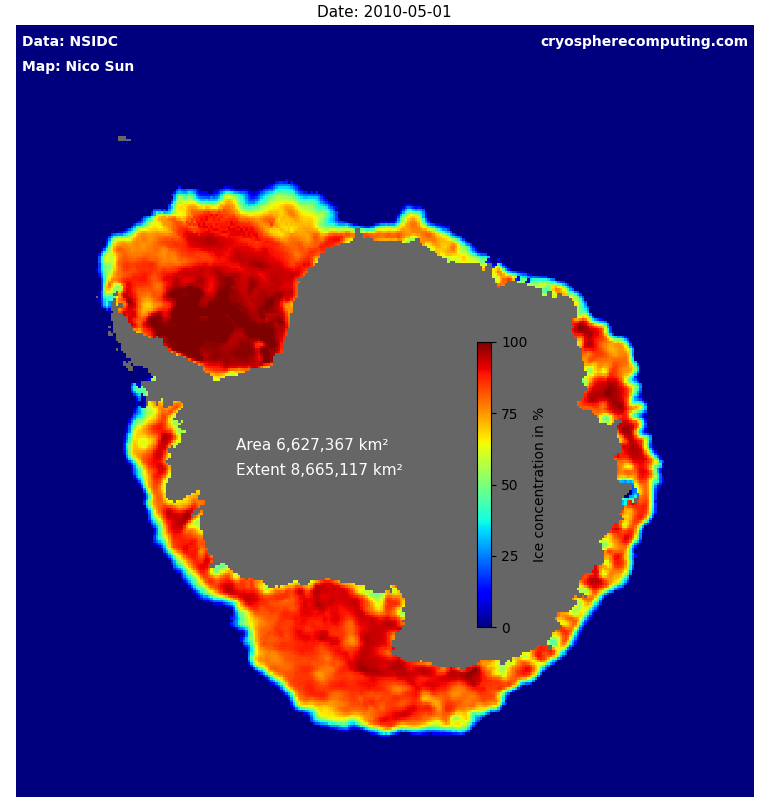 Date: 2010-05-01
Data: NSIDC
cryospherecomputing.com
Map: Nico Sun
100
75
50
25
0
Ice concentration in %
Area 6,627,367 km²
Extent 8,665,117 km²